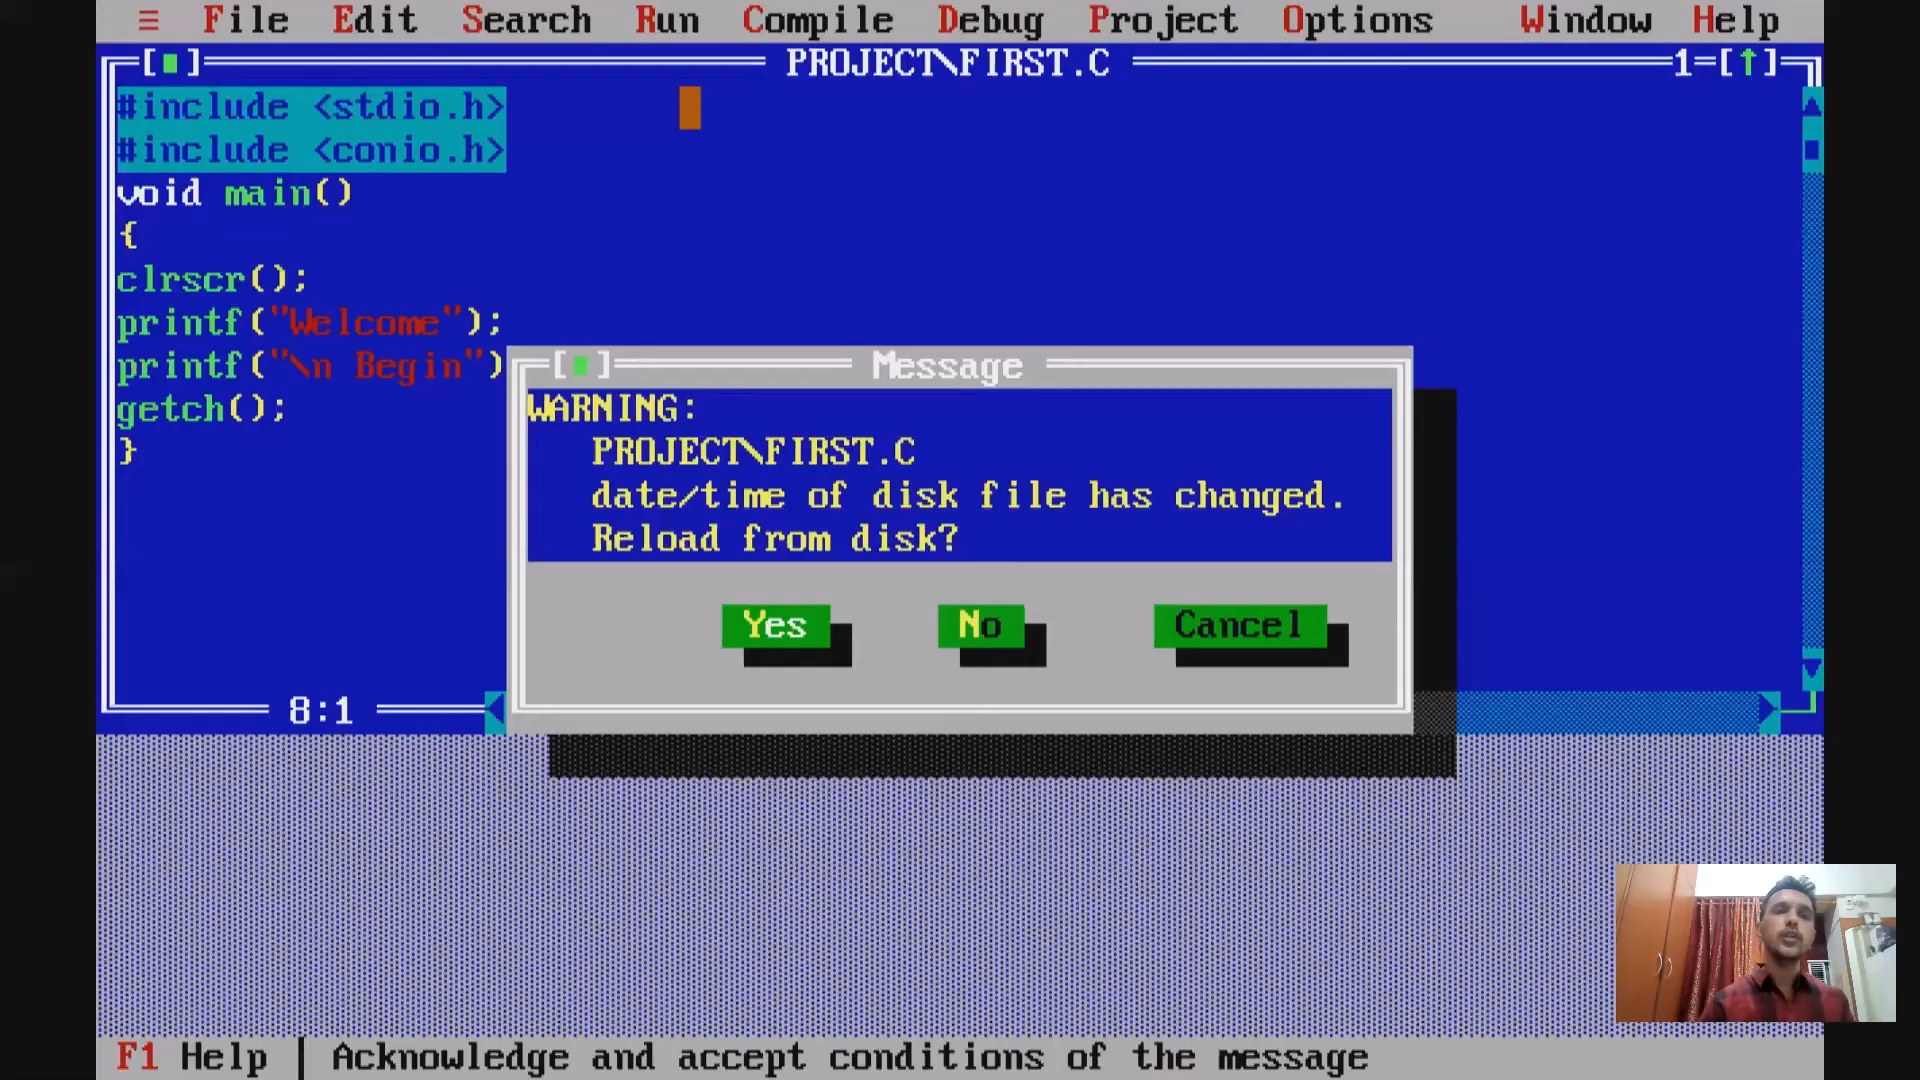 ≡ File Edit Search Run Compile Debug Project Options Window Help
[■] PROJECT\FIRST.C 1=[↑]
#include <stdio.h>
#include <conio.h>
void main()
{
clrscr();
printf("Welcome");
printf("\n Begin")
getch();
}
8:1
[■] Message
WARNING:
PROJECT\FIRST.C
date/time of disk file has changed.
Reload from disk?
Yes No Cancel
F1 Help | Acknowledge and accept conditions of the message